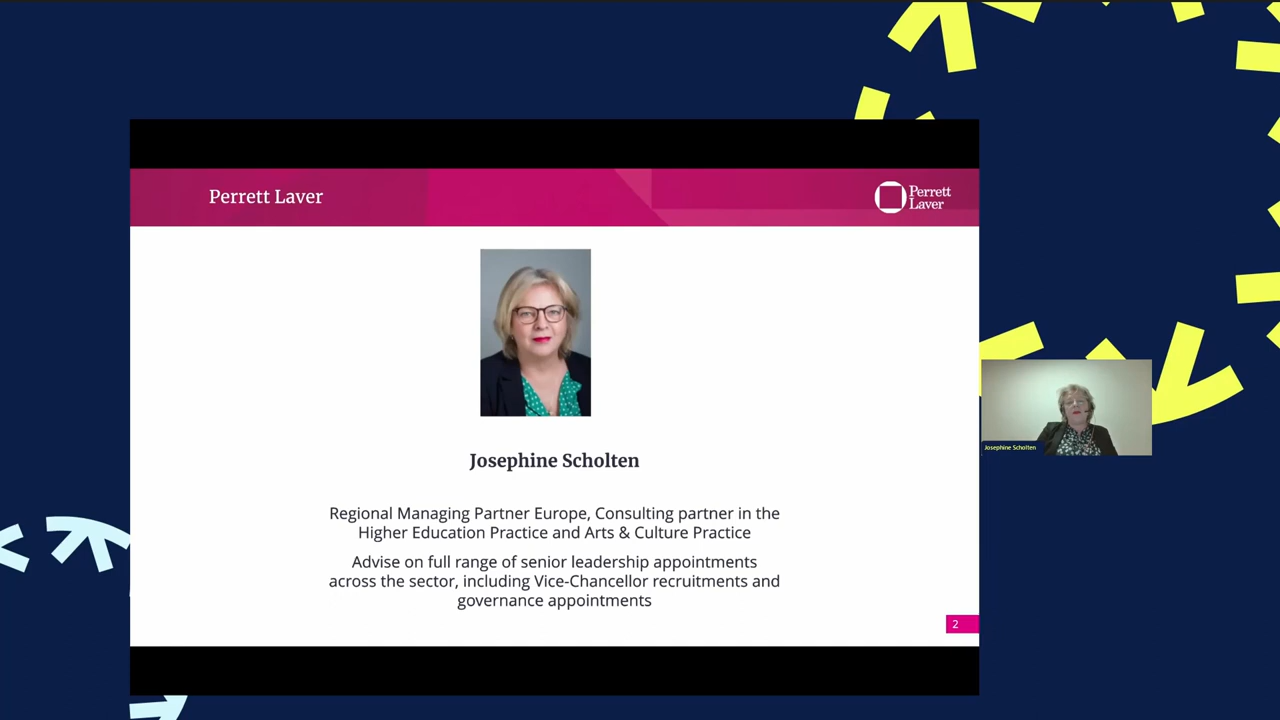 Perrett Laver
Perrett
Laver
Josephine Scholten
Regional Managing Partner Europe, Consulting partner in the
Higher Education Practice and Arts & Culture Practice
Advise on full range of senior leadership appointments
across the sector, including Vice-Chancellor recruitments and
governance appointments
2
Josephine Scholten